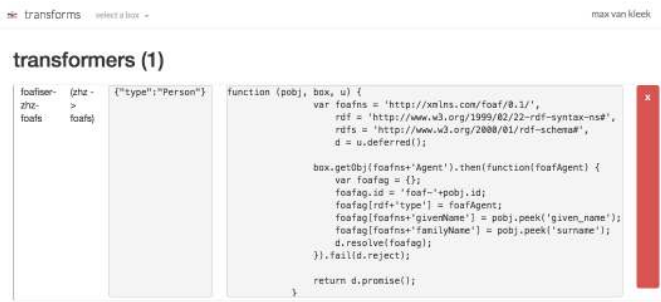 transforms select a box max van kleek
transformers (1)
foafiser-zhz-foafs
(zhz -> foafs)
{"type":"Person"}
function (pobj, box, u) {
var foafns = 'http://xmlns.com/foaf/0.1/',
rdf = 'http://www.w3.org/1999/02/22-rdf-syntax-ns#',
rdfs = 'http://www.w3.org/2000/01/rdf-schema#',
d = u.deferred();
box.getObj(foafns+'Agent').then(function(foafAgent) {
var foafag = {};
foafag.id = 'foaf-'+pobj.id;
foafag[rdf+'type'] = foafAgent;
foafag[foafns+'givenName'] = pobj.peek('given_name');
foafag[foafns+'familyName'] = pobj.peek('surname');
d.resolve(foafag);
}).fail(d.reject);
return d.promise();
}
x